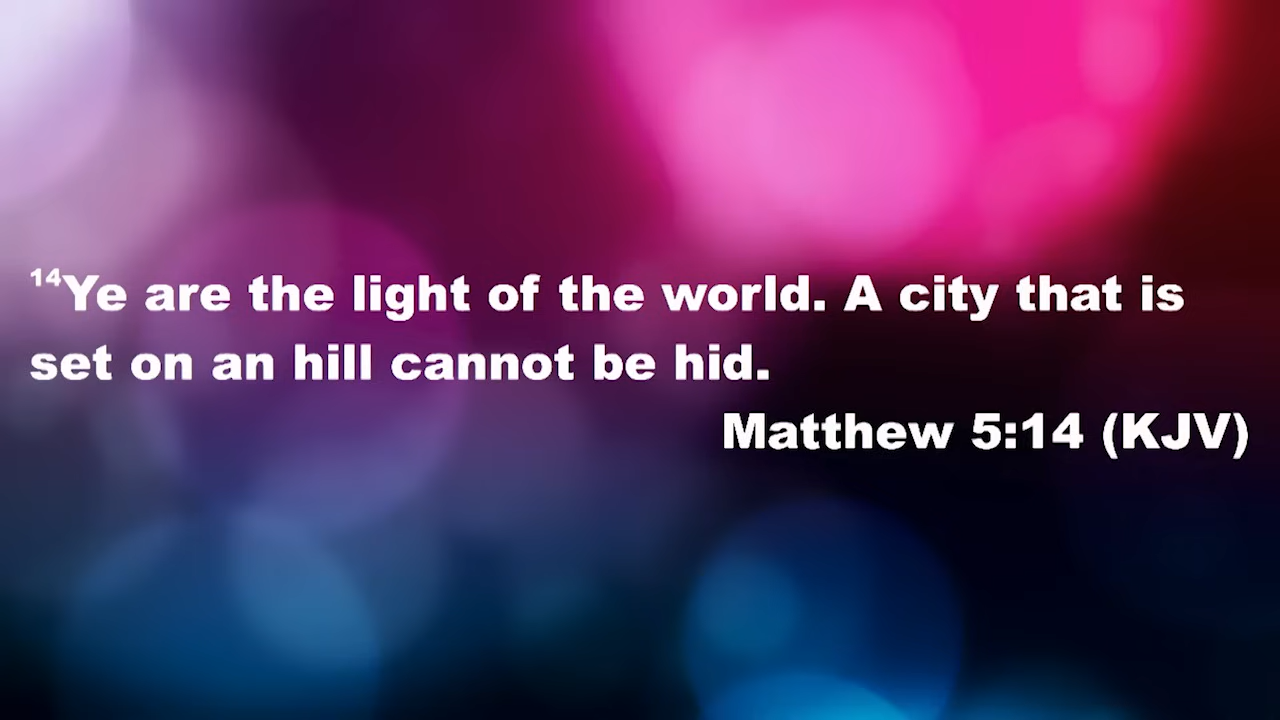 ¹⁴Ye are the light of the world. A city that is
set on an hill cannot be hid.
Matthew 5:14 (KJV)